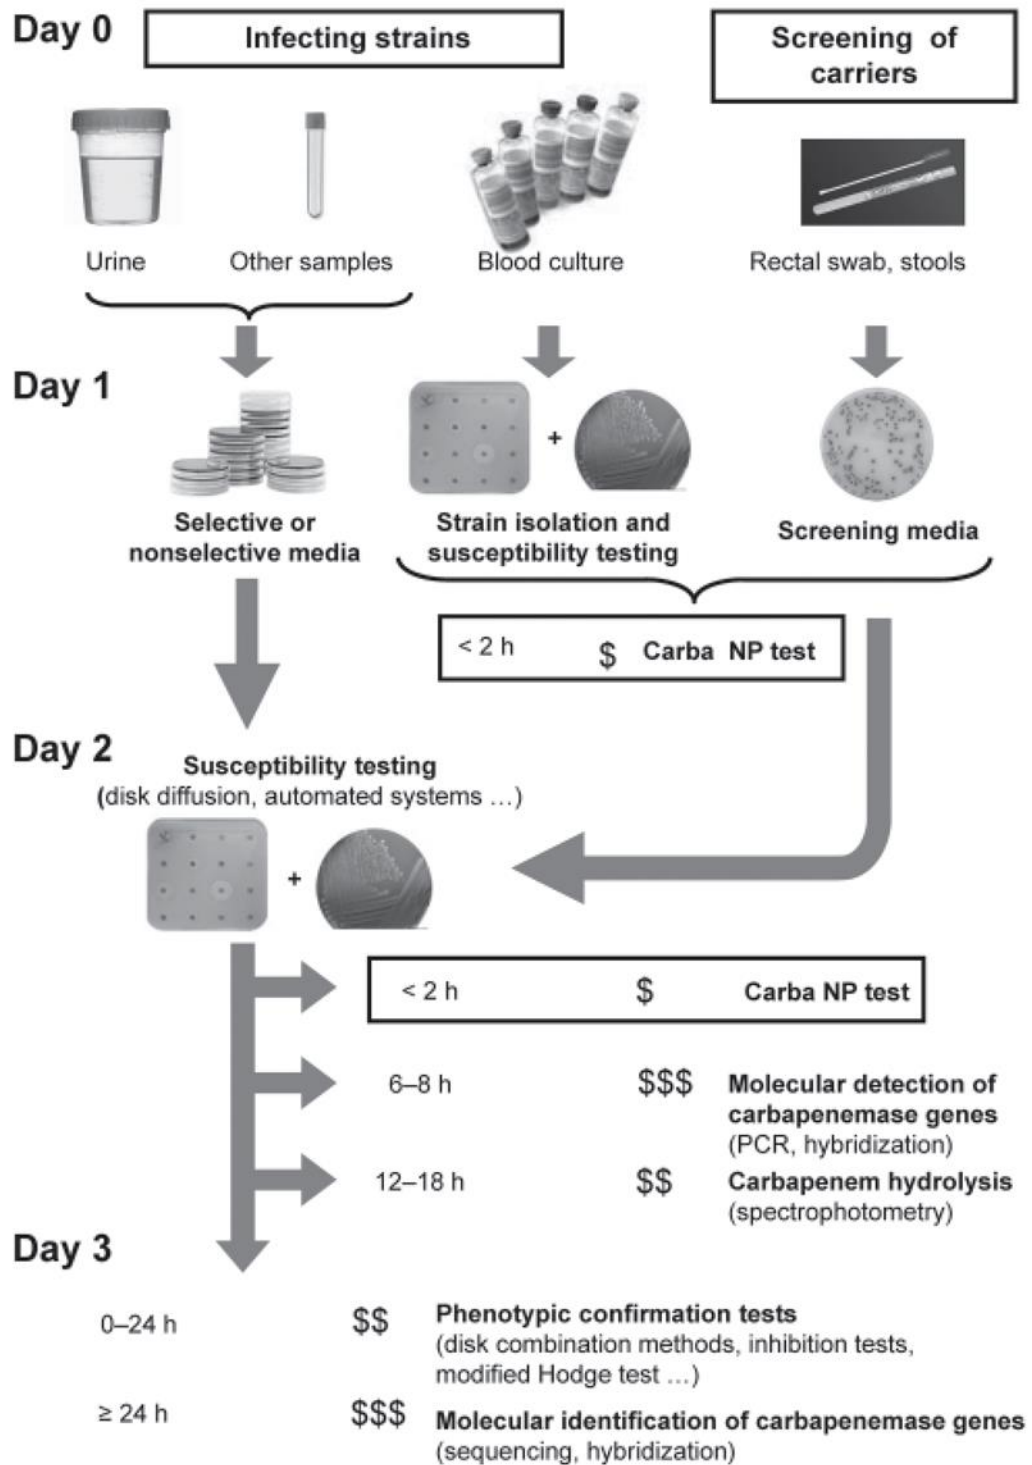 Day 0
Infecting strains
Screening of
carriers
Urine
Other samples
Blood culture
Rectal swab, stools
Day 1
+
Selective or
nonselective media
Strain isolation and
susceptibility testing
Screening media
< 2 h $ Carba NP test
Day 2
Susceptibility testing
(disk diffusion, automated systems ...)
+
< 2 h $ Carba NP test
6–8 h $$$ Molecular detection of
carbapenemase genes
(PCR, hybridization)
12–18 h $$ Carbapenem hydrolysis
(spectrophotometry)
Day 3
0–24 h $$ Phenotypic confirmation tests
(disk combination methods, inhibition tests,
modified Hodge test ...)
≥ 24 h $$$ Molecular identification of carbapenemase genes
(sequencing, hybridization)